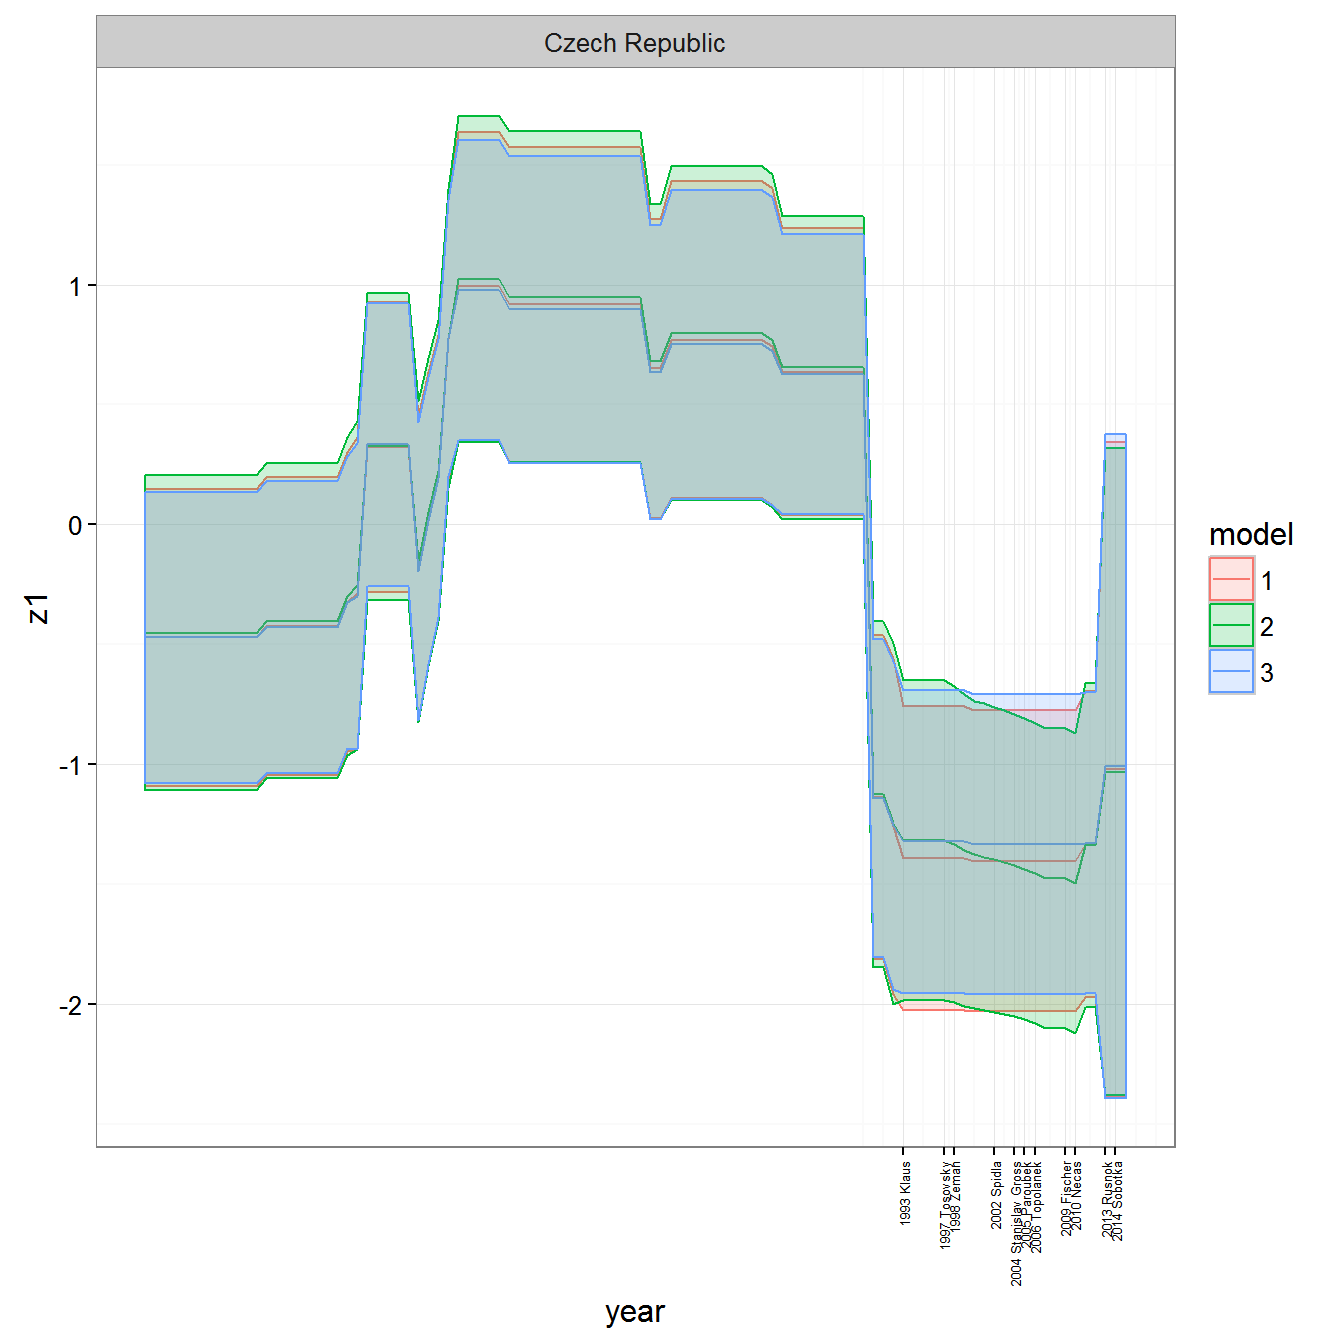 Czech Republic
1
0
-1
-2
z1
model
1
2
3
1993 Klaus
1997 Tosovsky
1998 Zeman
2002 Spidla
2004 Stanislav Gross
2005 Paroubek
2006 Topolanek
2009 Fischer
2010 Necas
2013 Rusnok
2014 Sobotka
year